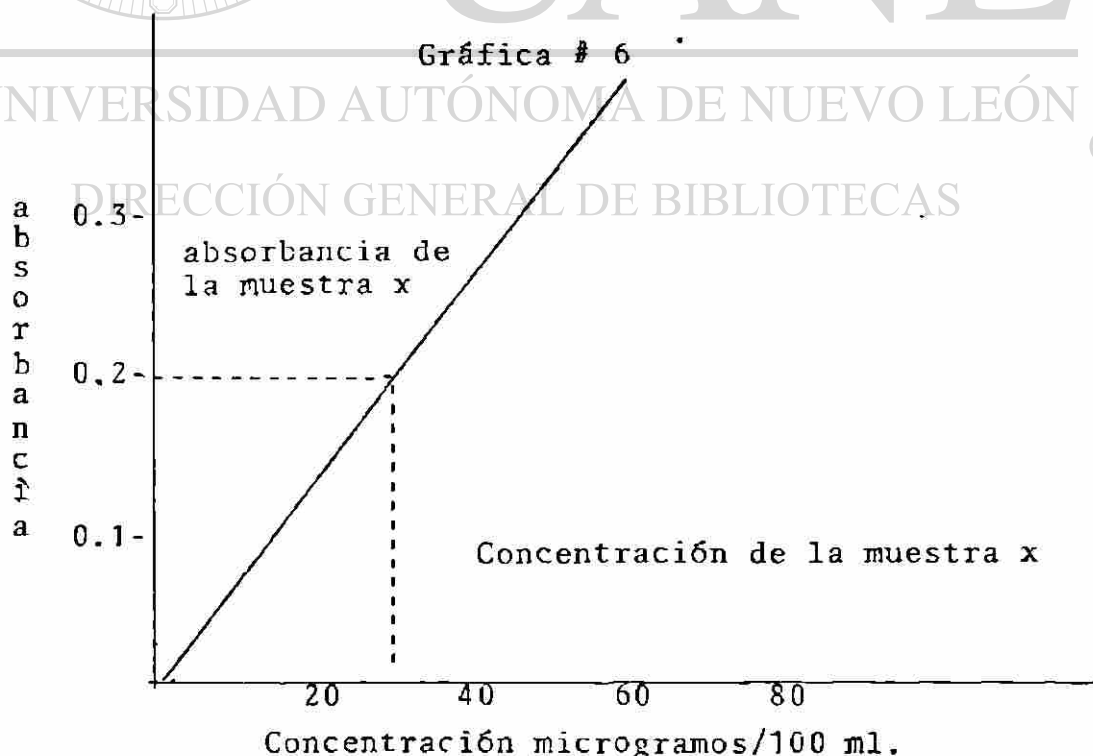 Gráfica # 6
UNIVERSIDAD AUTÓNOMA DE NUEVO LEÓN
DIRECCIÓN GENERAL DE BIBLIOTECAS
absorbancia
0.3-
absorbancia de
la muestra x
0.2-
0.1-
Concentración de la muestra x
20 40 60 80
Concentración microgramos/100 ml.